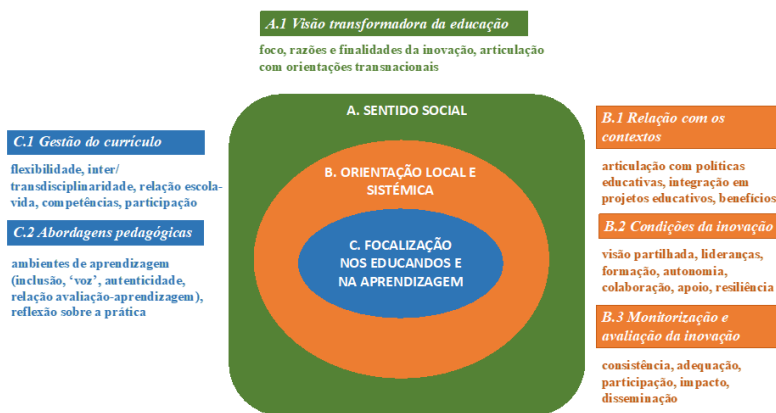 A.1 Visão transformadora da educação
foco, razões e finalidades da inovação, articulação
com orientações transnacionais
A. SENTIDO SOCIAL
B. ORIENTAÇÃO LOCAL E
SISTÉMICA
C. FOCALIZAÇÃO
NOS EDUCANDOS E
NA APRENDIZAGEM
C.1 Gestão do currículo
flexibilidade, inter/
transdisciplinaridade, relação escola-
vida, competências, participação
C.2 Abordagens pedagógicas
ambientes de aprendizagem
(inclusão, ‘voz’, autenticidade,
relação avaliação-aprendizagem),
reflexão sobre a prática
B.1 Relação com os
contextos
articulação com políticas
educativas, integração em
projetos educativos, benefícios
B.2 Condições da inovação
visão partilhada, lideranças,
formação, autonomia,
colaboração, apoio, resiliência
B.3 Monitorização e
avaliação da inovação
consistência, adequação,
participação, impacto,
disseminação